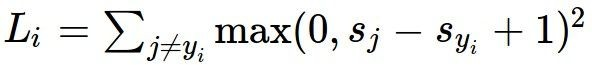 L_i = \sum_{j \neq y_i} \max(0, s_j - s_{y_i} + 1)^2